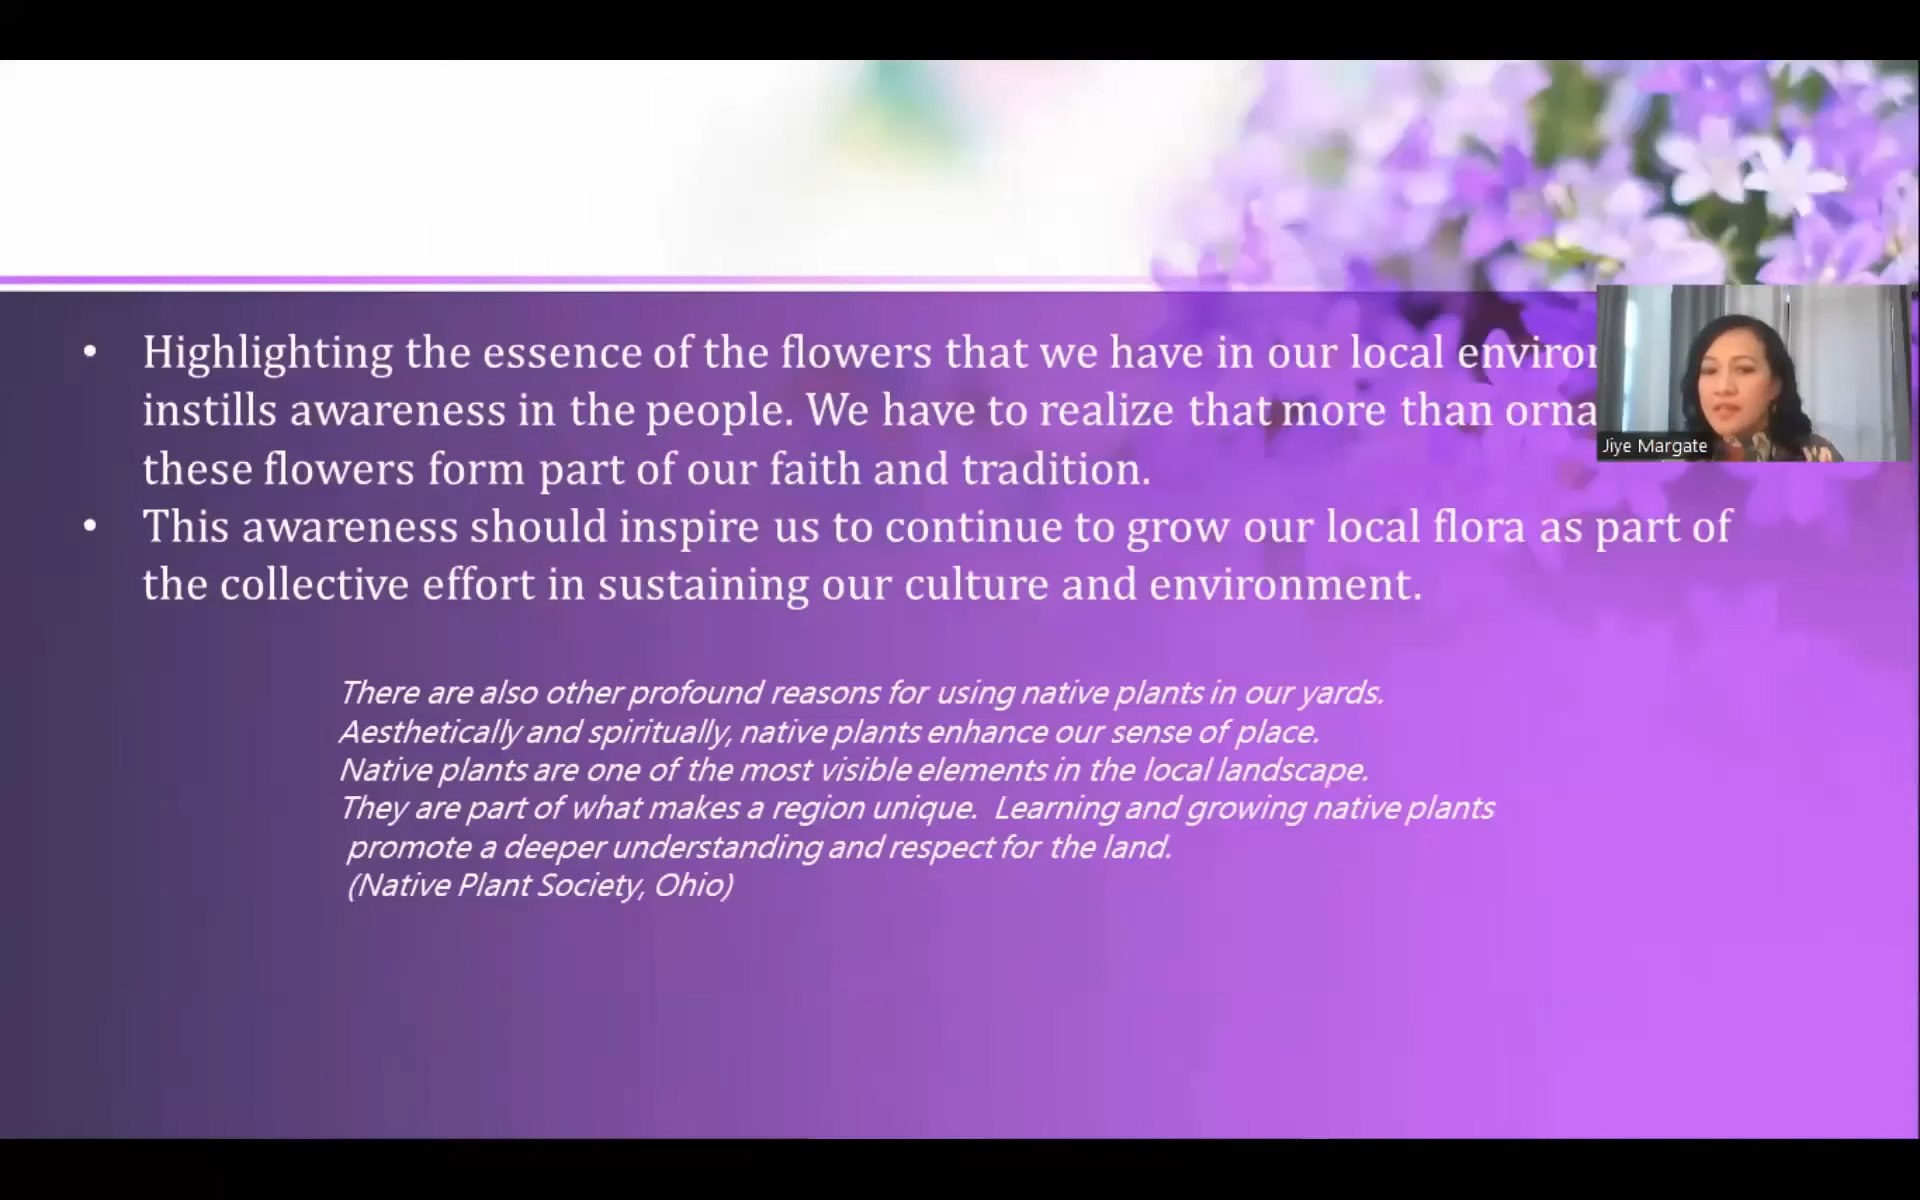 • Highlighting the essence of the flowers that we have in our local
instills awareness in the people. We have to realize that more than
these flowers form part of our faith and tradition.
• This awareness should inspire us to continue to grow our local flora as part of
the collective effort in sustaining our culture and environment.
There are also other profound reasons for using native plants in our yards.
Aesthetically and spiritually, native plants enhance our sense of place.
Native plants are one of the most visible elements in the local landscape.
They are part of what makes a region unique. Learning and growing native plants
promote a deeper understanding and respect for the land.
(Native Plant Society, Ohio)
Jiye Margate